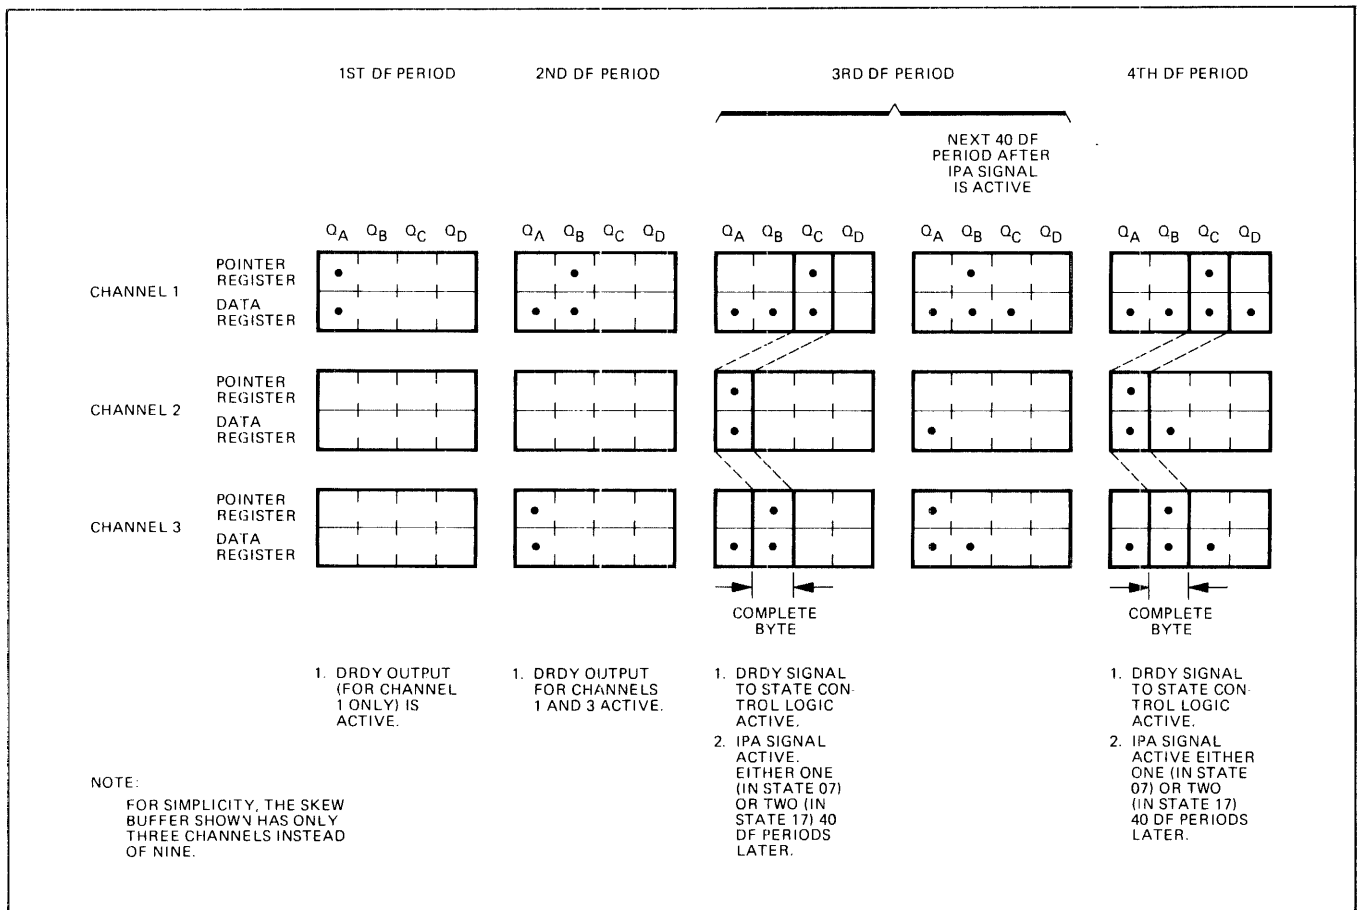 1ST DF PERIOD 2ND DF PERIOD 3RD DF PERIOD 4TH DF PERIOD
NEXT 40 DF
PERIOD AFTER
IPA SIGNAL
IS ACTIVE
QA QB QC QD QA QB QC QD QA QB QC QD QA QB QC QD QA QB QC QD
CHANNEL 1
POINTER
REGISTER
DATA
REGISTER
CHANNEL 2
POINTER
REGISTER
DATA
REGISTER
CHANNEL 3
POINTER
REGISTER
DATA
REGISTER
COMPLETE
BYTE
COMPLETE
BYTE
1. DRDY OUTPUT
(FOR CHANNEL
1 ONLY) IS
ACTIVE.
1. DRDY OUTPUT
FOR CHANNELS
1 AND 3 ACTIVE.
1. DRDY SIGNAL
TO STATE CON-
TROL LOGIC
ACTIVE.
2. IPA SIGNAL
ACTIVE.
EITHER ONE
(IN STATE 07)
OR TWO (IN
STATE 17) 40
DF PERIODS
LATER.
1. DRDY SIGNAL
TO STATE CON-
TROL LOGIC
ACTIVE.
2. IPA SIGNAL
ACTIVE EITHER
ONE (IN STATE
07) OR TWO
(IN STATE 17)
40 DF PERIODS
LATER.
NOTE:
FOR SIMPLICITY, THE SKEW
BUFFER SHOWN HAS ONLY
THREE CHANNELS INSTEAD
OF NINE.